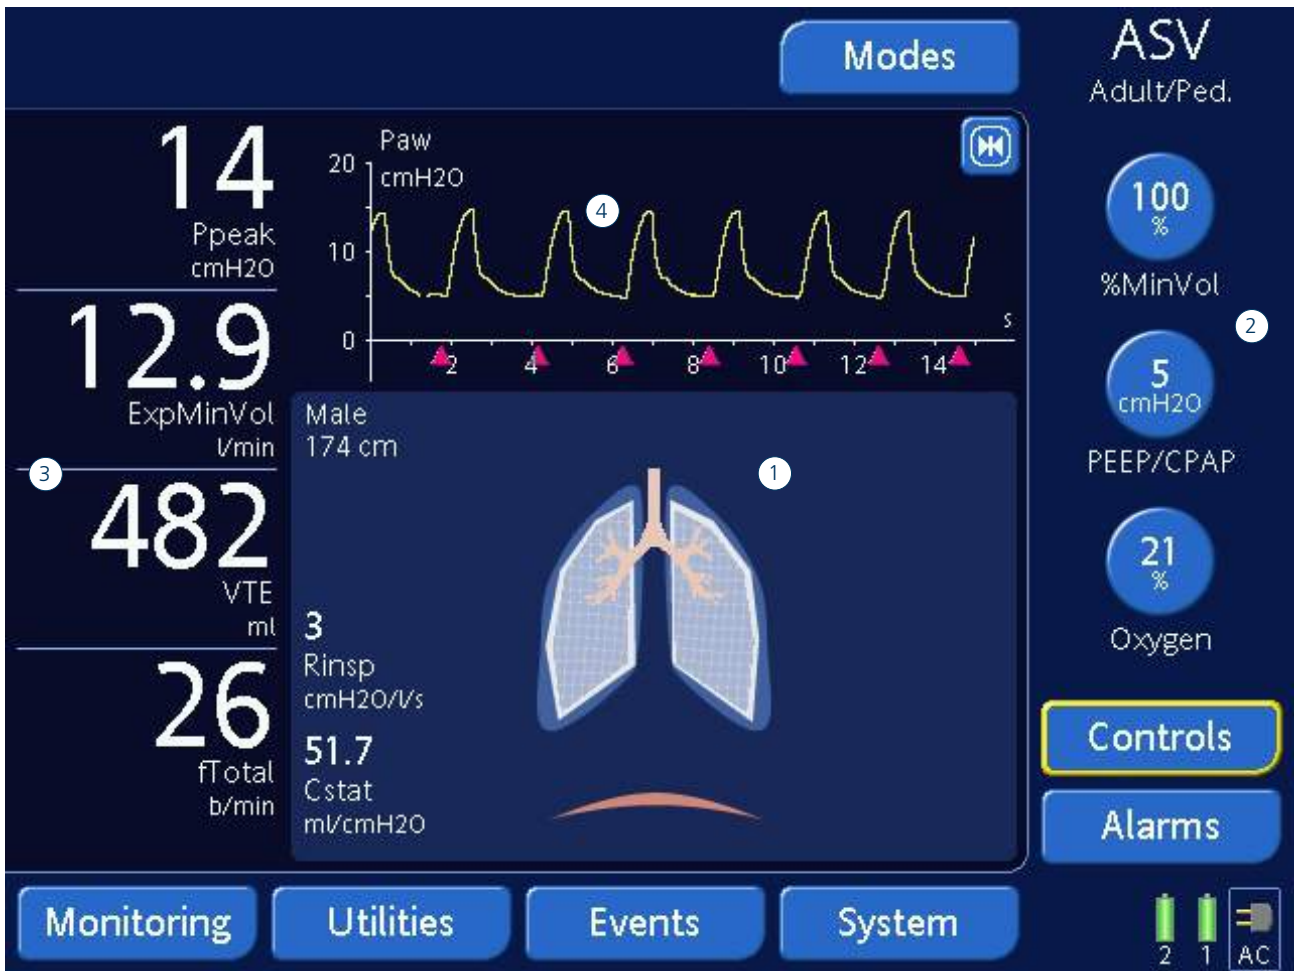 Modes
ASV
Adult/Ped.
14
Ppeak
cmH2O
12.9
ExpMinVol
l/min
3
482
VTE
ml
26
fTotal
b/min
Paw
cmH2O
20
10
0
4
s
2 4 6 8 10 12 14
Male
174 cm
1
3
Rinsp
cmH2O/l/s
51.7
Cstat
ml/cmH2O
100
%
%MinVol
2
5
cmH2O
PEEP/CPAP
21
%
Oxygen
Controls
Alarms
Monitoring
Utilities
Events
System
2 1 AC